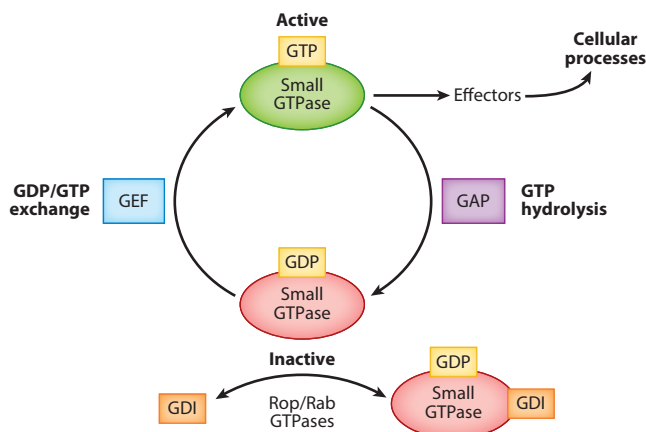 Active
GTP
Small
GTPase
Effectors
Cellular
processes
GDP/GTP
exchange
GEF
GAP
GTP
hydrolysis
GDP
Small
GTPase
Inactive
GDI
Rop/Rab
GTPases
GDP
Small
GTPase
GDI